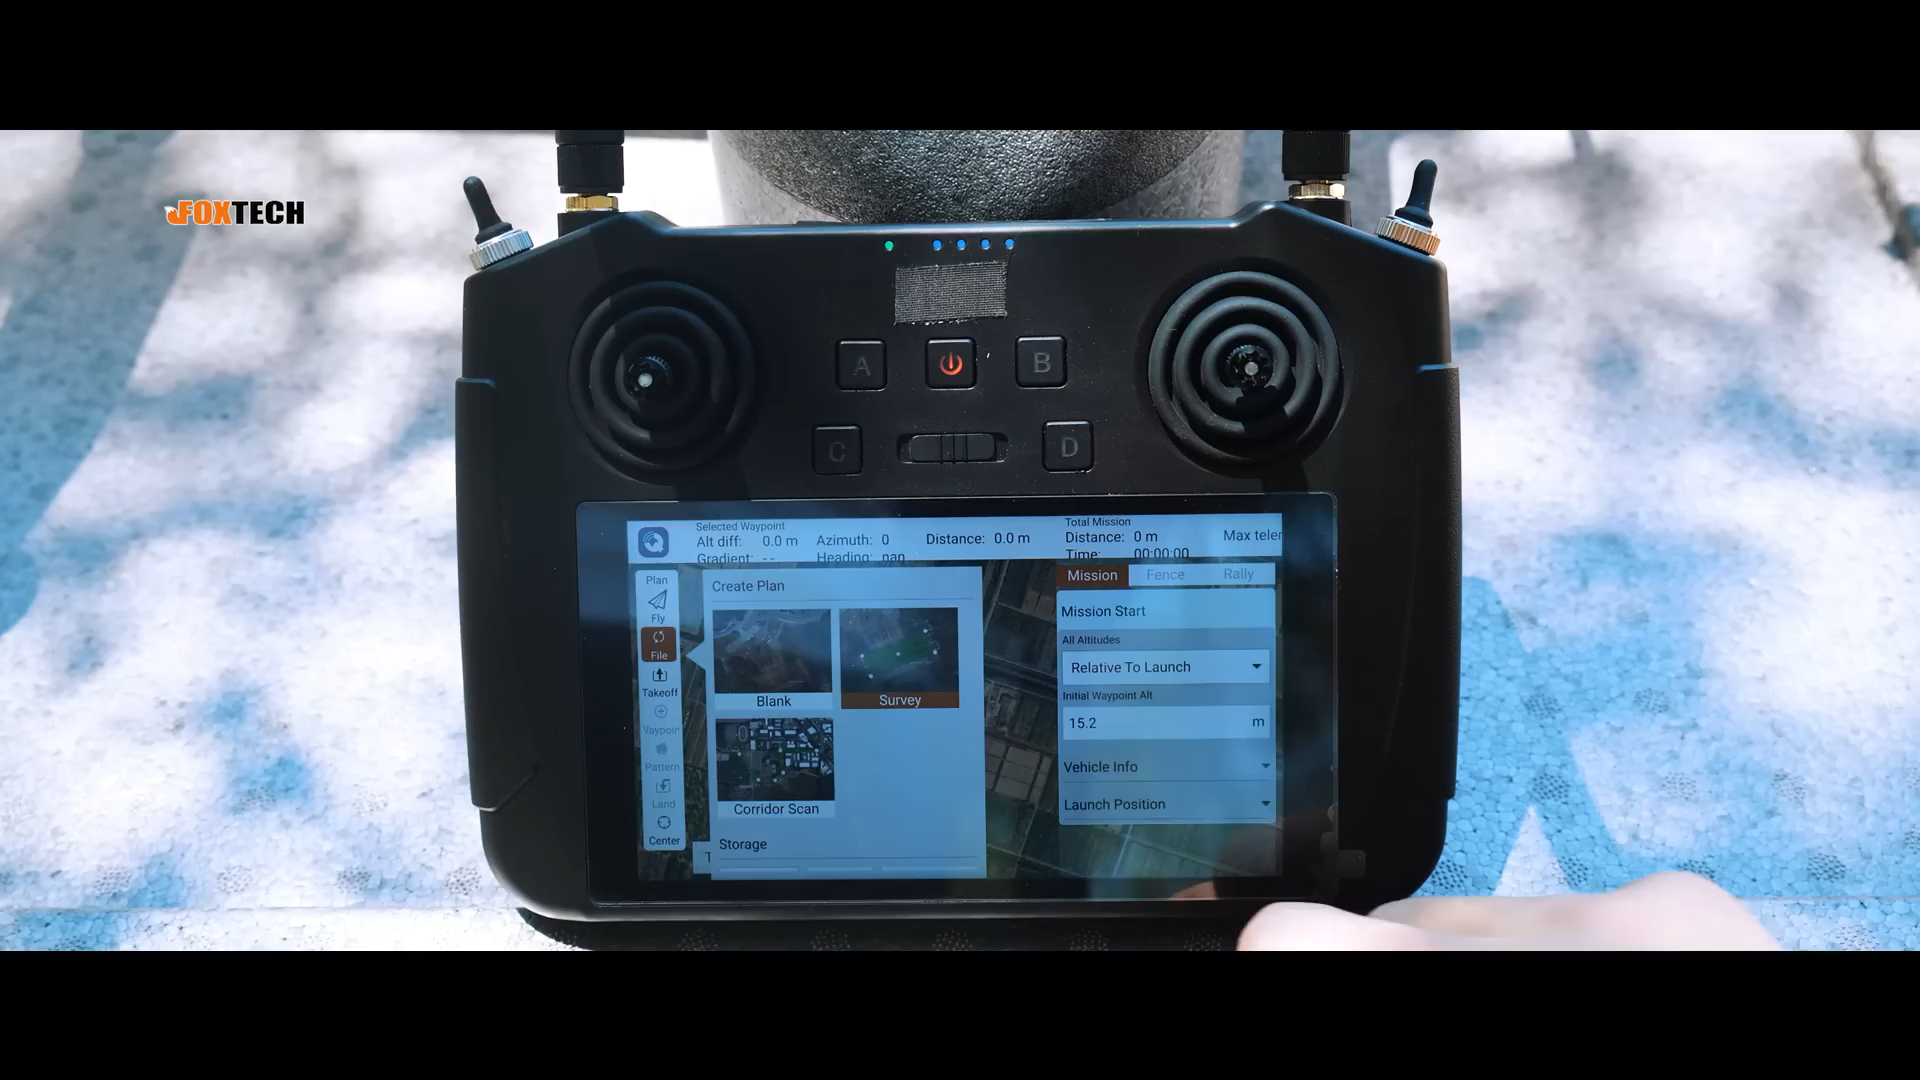 FOXTECH
A
B
C
D
Selected Waypoint
Alt diff: 0.0 m
Azimuth: 0
Distance: 0.0 m
Gradient: --
Heading: nan
Total Mission
Distance: 0 m
Time: 00:00:00
Max teler
Plan
Fly
File
Takeoff
Waypoin
Pattern
Land
Center
Create Plan
Blank
Survey
Corridor Scan
Storage
Mission
Fence
Rally
Mission Start
All Altitudes
Relative To Launch
Initial Waypoint Alt
15.2 m
Vehicle Info
Launch Position